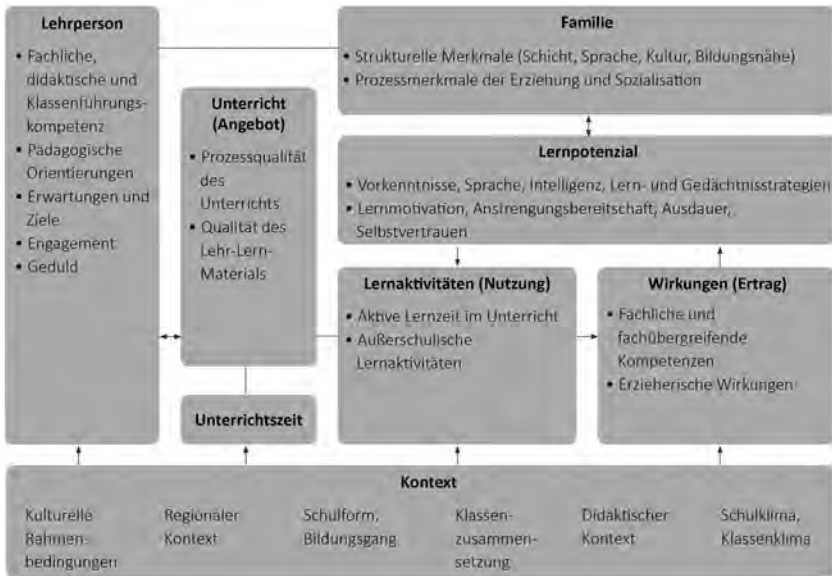 Lehrperson
▪ Fachliche,
didaktische und
Klassenführungs-
kompetenz
▪ Pädagogische
Orientierungen
▪ Erwartungen und
Ziele
▪ Engagement
▪ Geduld
Unterricht
(Angebot)
▪ Prozessqualität
des
Unterrichts
▪ Qualität des
Lehr-Lern-
Materials
Unterrichtszeit
Familie
▪ Strukturelle Merkmale (Schicht, Sprache, Kultur, Bildungsnähe)
▪ Prozessmerkmale der Erziehung und Sozialisation
Lernpotenzial
▪ Vorkenntnisse, Sprache, Intelligenz, Lern- und Gedächtnisstrategien
▪ Lernmotivation, Anstrengungsbereitschaft, Ausdauer,
Selbstvertrauen
Lernaktivitäten (Nutzung)
▪ Aktive Lernzeit im Unterricht
▪ Außerschulische
Lernaktivitäten
Wirkungen (Ertrag)
▪ Fachliche und
fachübergreifende
Kompetenzen
▪ Erzieherische Wirkungen
Kontext
Kulturelle
Rahmen-
bedingungen
Regionaler
Kontext
Schulform,
Bildungsgang
Klassen-
zusammen-
setzung
Didaktischer
Kontext
Schulklima,
Klassenklima